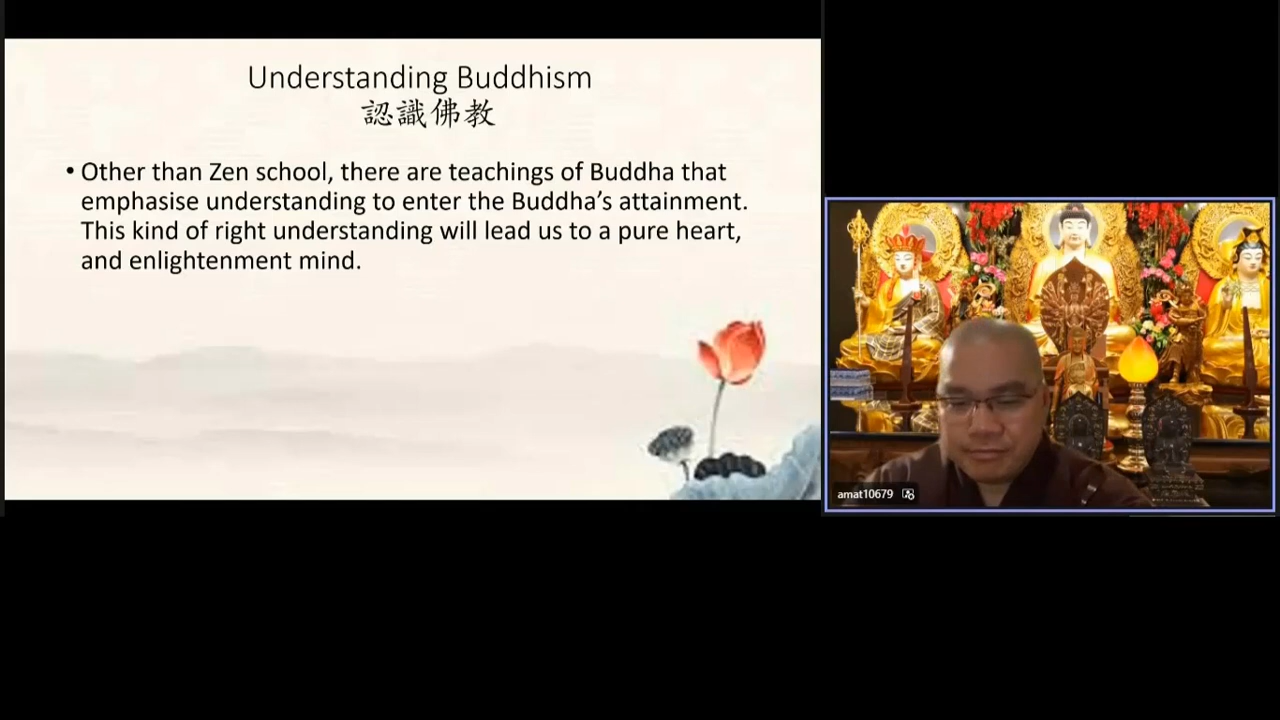 Understanding Buddhism
認識佛教
• Other than Zen school, there are teachings of Buddha that
emphasise understanding to enter the Buddha’s attainment.
This kind of right understanding will lead us to a pure heart,
and enlightenment mind.
amat10679